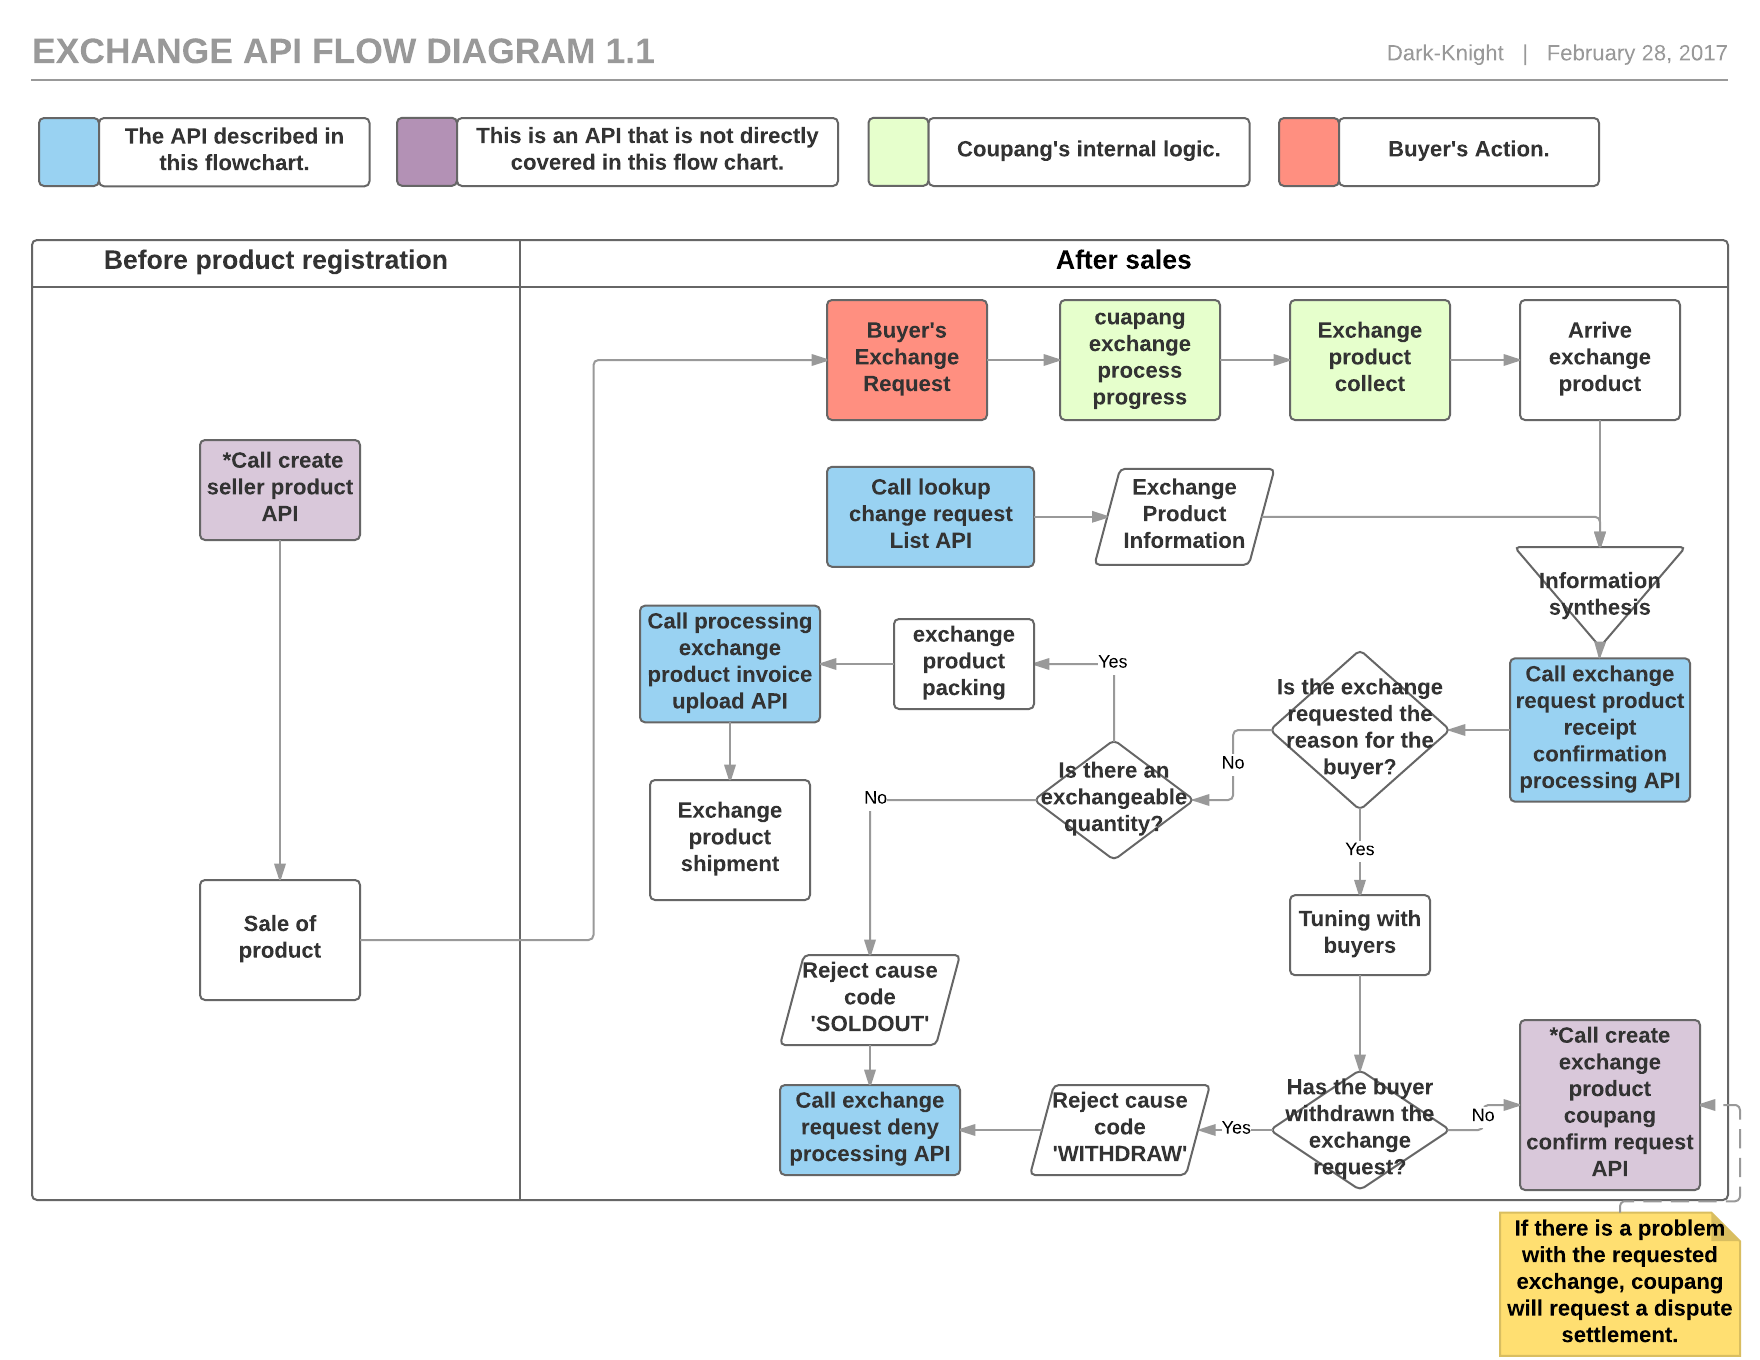 EXCHANGE API FLOW DIAGRAM 1.1
Dark-Knight | February 28, 2017
The API described in
this flowchart.
This is an API that is not directly
covered in this flow chart.
Coupang's internal logic.
Buyer's Action.
Before product registration
After sales
Buyer's
Exchange
Request
cuapang
exchange
process
progress
Exchange
product
collect
Arrive
exchange
product
*Call create
seller product
API
Call lookup
change request
List API
Exchange
Product
Information
Information
synthesis
Call processing
exchange
product invoice
upload API
exchange
product
packing
Yes
Is the exchange
requested the
reason for the
buyer?
Call exchange
request product
receipt
confirmation
processing API
No
Is there an
exchangeable
quantity?
No
Exchange
product
shipment
Yes
Sale of
product
Tuning with
buyers
Reject cause
code
'SOLDOUT'
Call exchange
request deny
processing API
Reject cause
code
'WITHDRAW'
Yes
Has the buyer
withdrawn the
exchange
request?
No
*Call create
exchange
product
coupang
confirm request
API
If there is a problem
with the requested
exchange, coupang
will request a dispute
settlement.